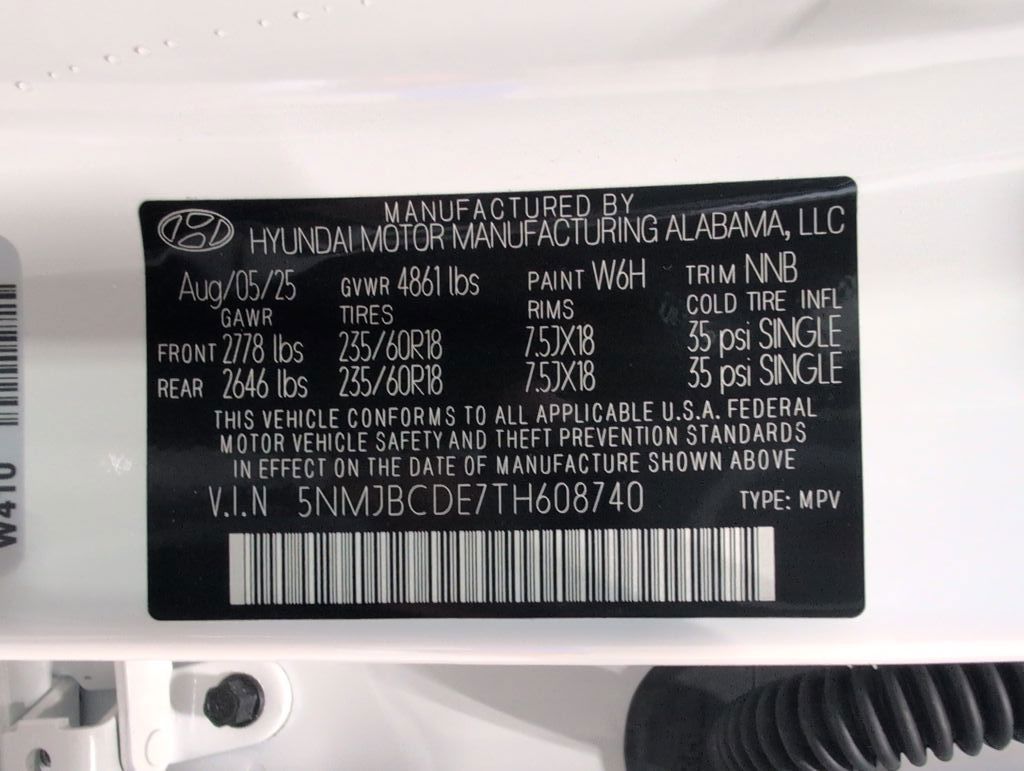 MANUFACTURED BY
HYUNDAI MOTOR MANUFACTURING ALABAMA, LLC
Aug/05/25 GVWR 4861 lbs PAINT W6H TRIM NNB
GAWR TIRES RIMS COLD TIRE INFL
FRONT 2778 lbs 235/60R18 7.5JX18 35 psi SINGLE
REAR 2646 lbs 235/60R18 7.5JX18 35 psi SINGLE
THIS VEHICLE CONFORMS TO ALL APPLICABLE U.S.A. FEDERAL
MOTOR VEHICLE SAFETY AND THEFT PREVENTION STANDARDS
IN EFFECT ON THE DATE OF MANUFACTURE SHOWN ABOVE
V.I.N 5NMJBCDE7TH608740 TYPE: MPV